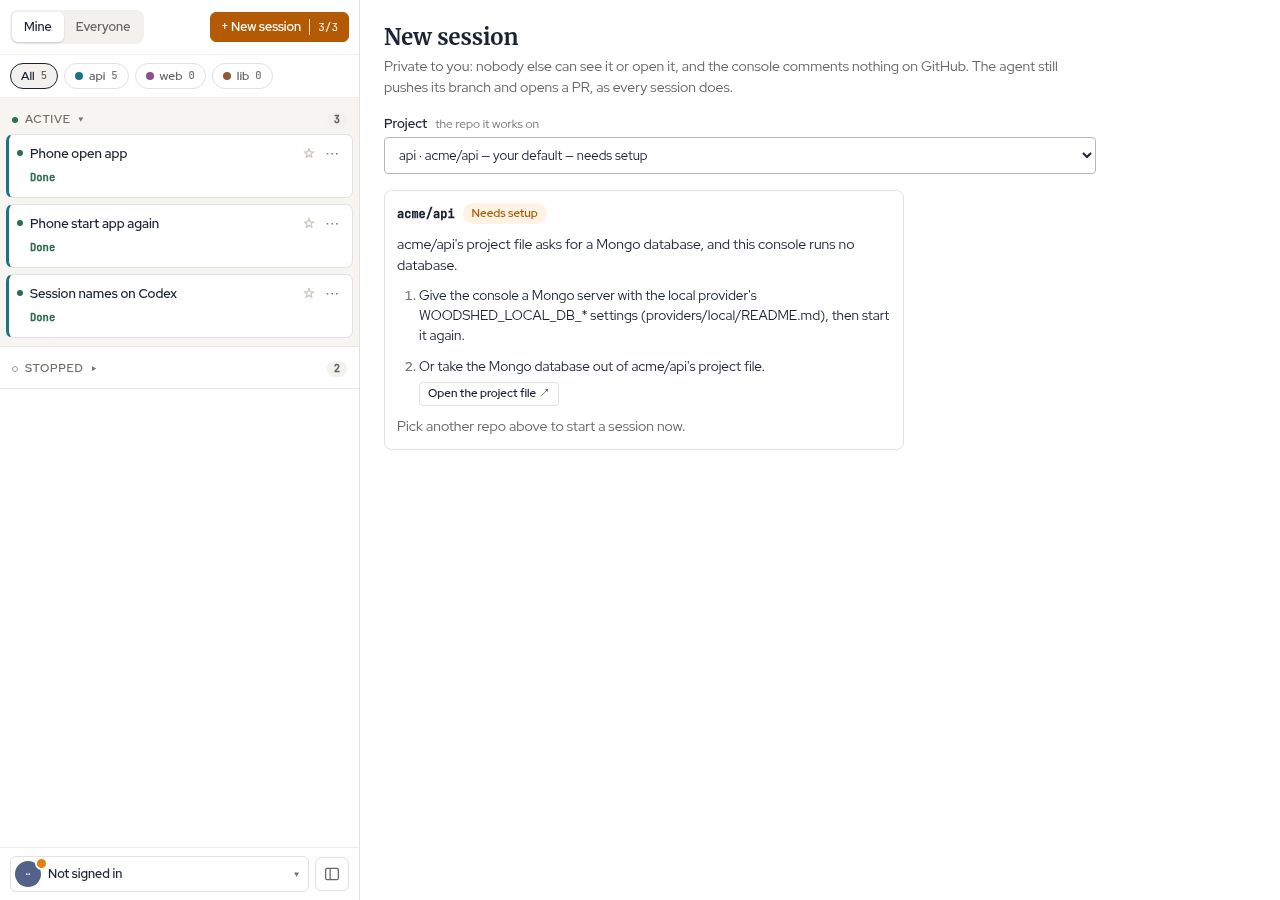 Mine
Everyone
+ New session
3/3
All 5
api 5
web 0
lib 0
ACTIVE
3
Phone open app
Done
Phone start app again
Done
Session names on Codex
Done
STOPPED
2
Not signed in
New session
Private to you: nobody else can see it or open it, and the console comments nothing on GitHub. The agent still
pushes its branch and opens a PR, as every session does.
Project the repo it works on
api · acme/api — your default — needs setup
acme/api Needs setup
acme/api's project file asks for a Mongo database, and this console runs no
database.
1. Give the console a Mongo server with the local provider's
WOODSHED_LOCAL_DB_* settings (providers/local/README.md), then start
it again.
2. Or take the Mongo database out of acme/api's project file.
Open the project file ↗
Pick another repo above to start a session now.